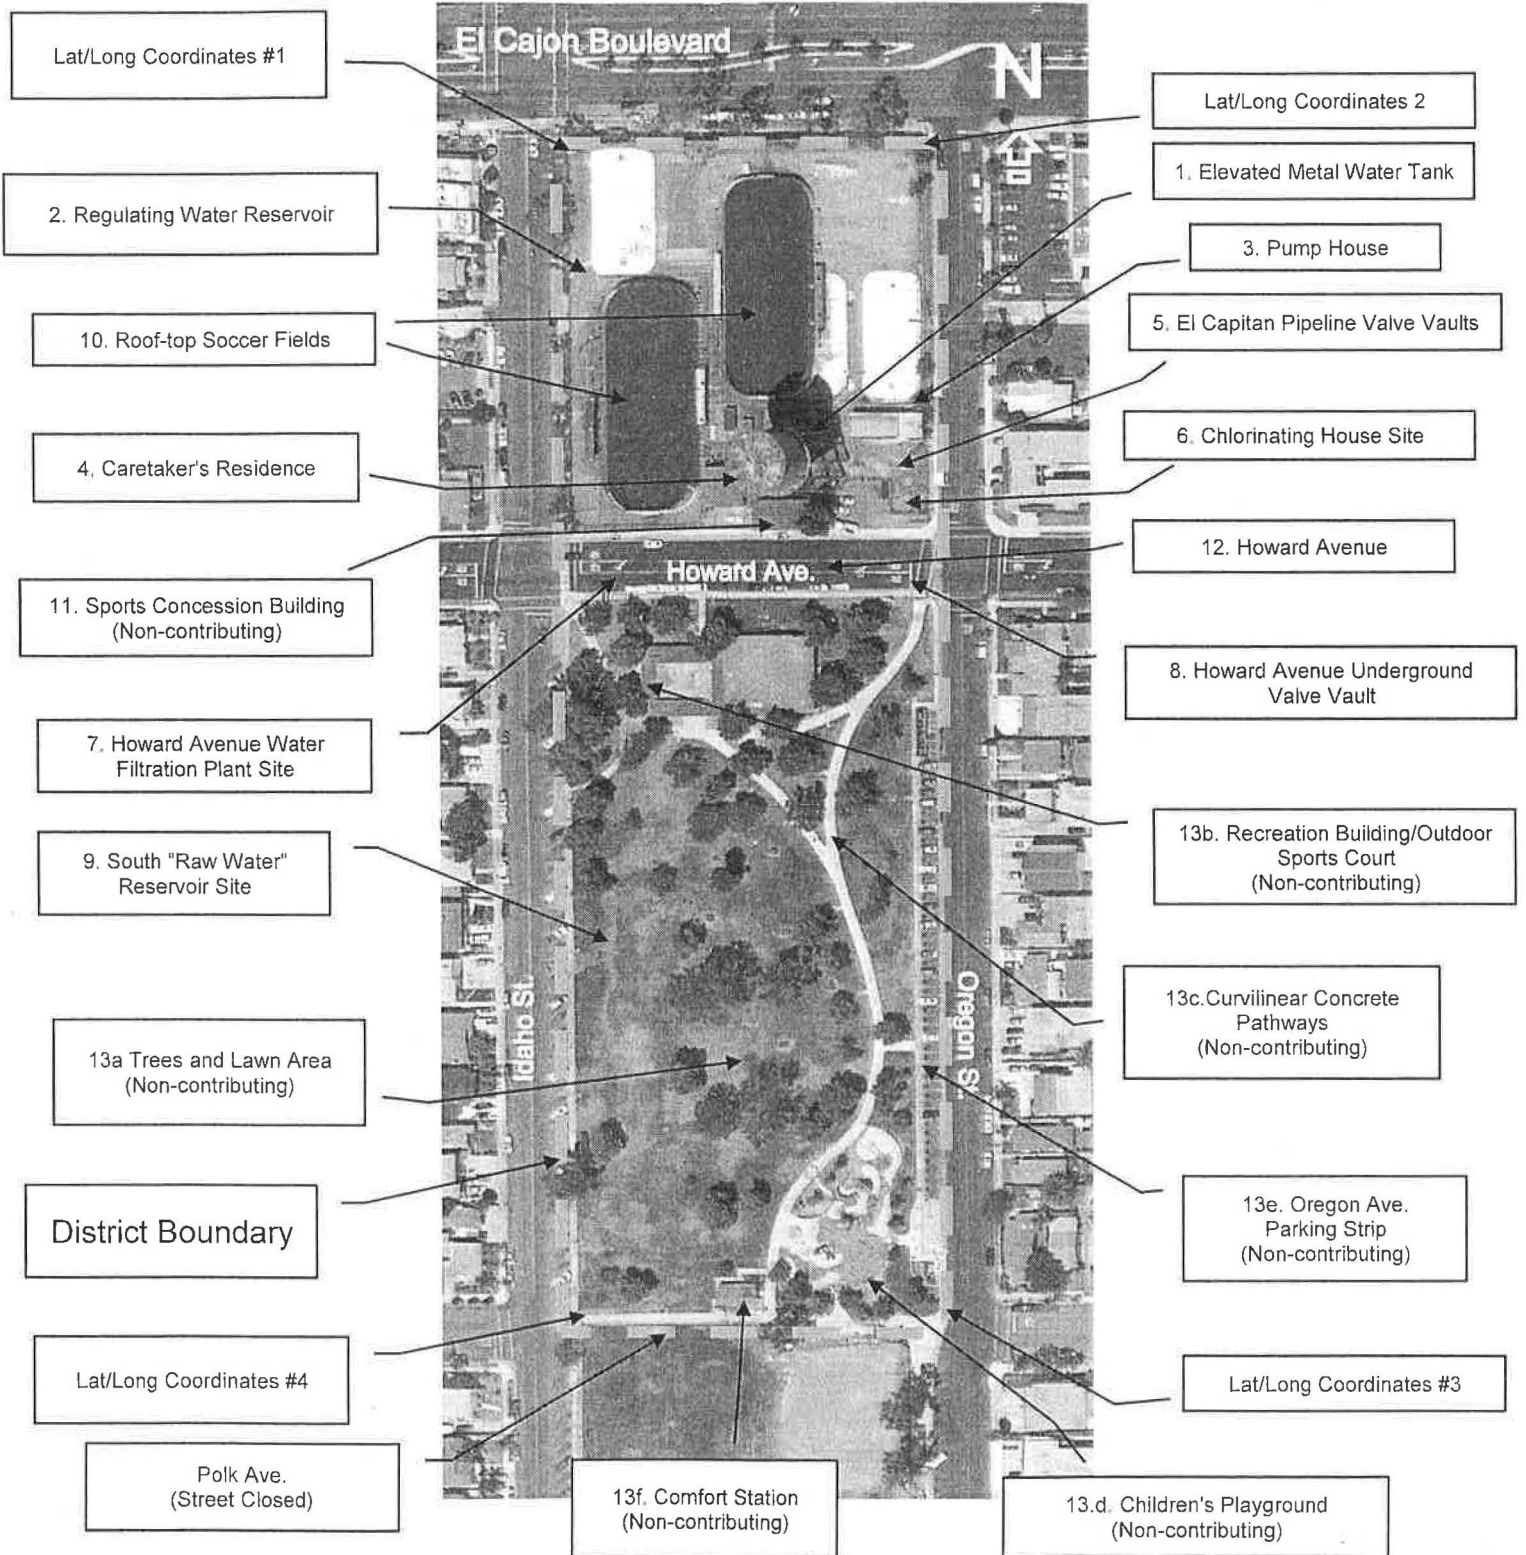 El Cajon Boulevard
N
Lat/Long Coordinates #1
Lat/Long Coordinates 2
1. Elevated Metal Water Tank
2. Regulating Water Reservoir
3. Pump House
5. El Capitan Pipeline Valve Vaults
10. Roof-top Soccer Fields
6. Chlorinating House Site
4. Caretaker's Residence
12. Howard Avenue
Howard Ave.
11. Sports Concession Building
(Non-contributing)
8. Howard Avenue Underground
Valve Vault
7. Howard Avenue Water
Filtration Plant Site
13b. Recreation Building/Outdoor
Sports Court
(Non-contributing)
9. South "Raw Water"
Reservoir Site
Idaho St.
Oregon St.
13c.Curvilinear Concrete
Pathways
(Non-contributing)
13a Trees and Lawn Area
(Non-contributing)
District Boundary
13e. Oregon Ave.
Parking Strip
(Non-contributing)
Lat/Long Coordinates #4
Lat/Long Coordinates #3
Polk Ave.
(Street Closed)
13f. Comfort Station
(Non-contributing)
13.d. Children's Playground
(Non-contributing)